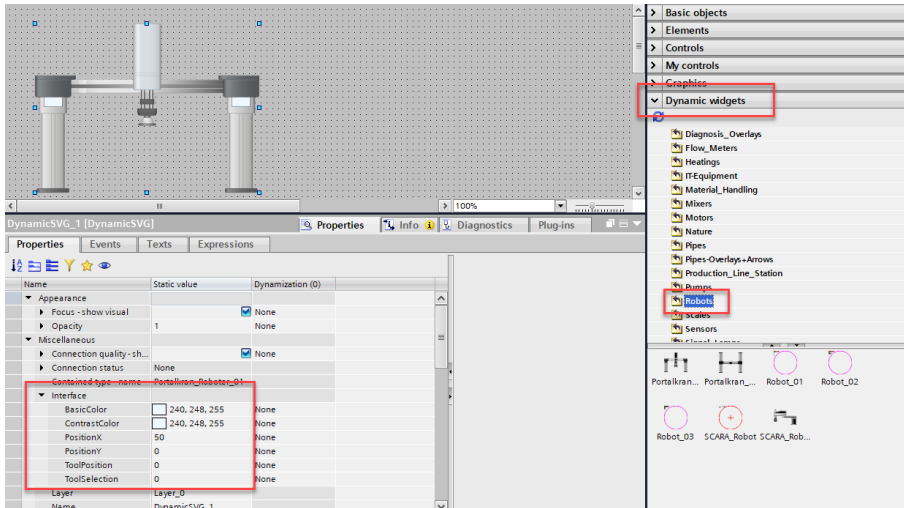 Basic objects
Elements
Controls
My controls
Graphics
Dynamic widgets
Diagnosis_Overlays
Flow_Meters
Heatings
IT-Equipment
Material_Handling
Mixers
Motors
Nature
Pipes
Pipes-Overlays+Arrows
Production_Line_Station
Pumps
Robots
Scales
Sensors
Signal_Lamps
Portalkran... Portalkran_... Robot_01 Robot_02
Robot_03 SCARA_Robot SCARA_Rob...
100%
DynamicSVG_1 [DynamicSVG]
Properties Info Diagnostics Plug-ins
Properties Events Texts Expressions
Name Static value Dynamization (0)
Appearance
Focus - show visual None
Opacity 1 None
Miscellaneous
Connection quality - sh... None
Connection status None
Contained type - name Portalkran_Roboter_01
Interface
BasicColor 240, 248, 255 None
ContrastColor 240, 248, 255 None
PositionX 50 None
PositionY 0 None
ToolPosition 0 None
ToolSelection 0 None
Layer Layer_0
Name DynamicSVG_1